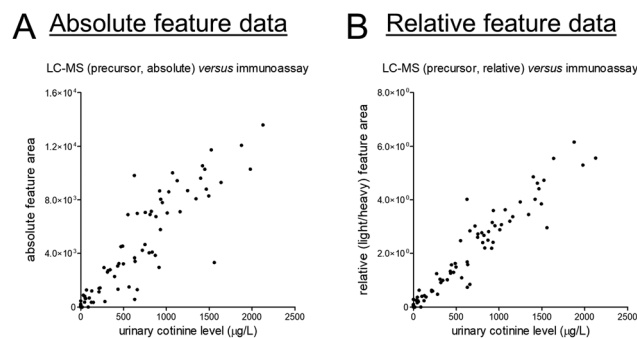 A Absolute feature data
LC-MS (precursor, absolute) versus immunoassay
absolute feature area
1.6×10⁴
1.2×10⁴
8.0×10³
4.0×10³
0
0 500 1000 1500 2000 2500
urinary cotinine level (µg/L)
B Relative feature data
LC-MS (precursor, relative) versus immunoassay
relative (light/heavy) feature area
8.0×10⁰
6.0×10⁰
4.0×10⁰
2.0×10⁰
0
0 500 1000 1500 2000 2500
urinary cotinine level (µg/L)